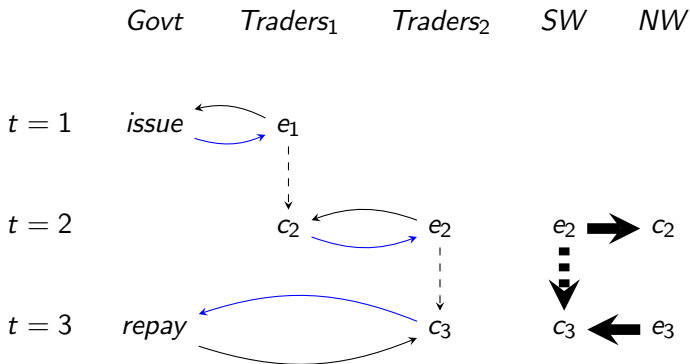 Govt Traders₁ Traders₂ SW NW
t = 1 issue e₁
t = 2 c₂ e₂ e₂ c₂
t = 3 repay c₃ c₃ e₃